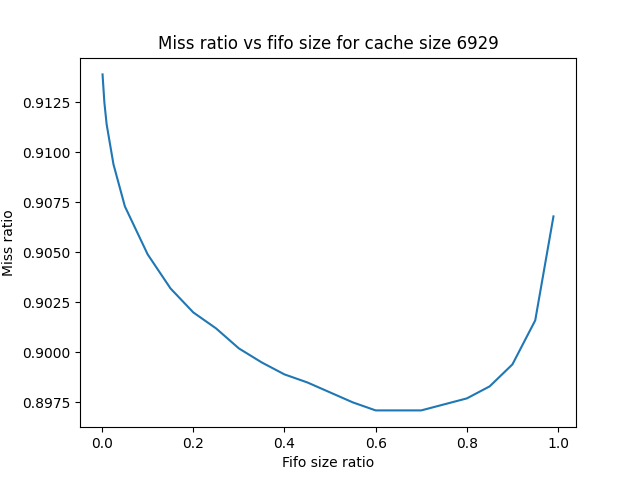 Miss ratio vs fifo size for cache size 6929
0.9125
0.9100
0.9075
0.9050
0.9025
0.9000
0.8975
Miss ratio
0.0 0.2 0.4 0.6 0.8 1.0
Fifo size ratio